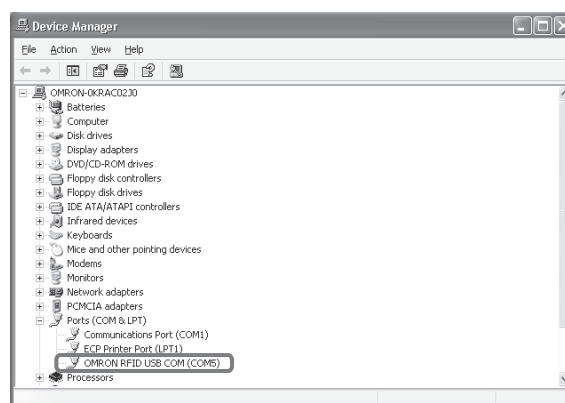 Device Manager
File Action View Help
OMRON-0KRAC02J0
Batteries
Computer
Disk drives
Display adapters
DVD/CD-ROM drives
Floppy disk controllers
Floppy disk drives
IDE ATA/ATAPI controllers
Infrared devices
Keyboards
Mice and other pointing devices
Modems
Monitors
Network adapters
PCMCIA adapters
Ports (COM & LPT)
Communications Port (COM1)
ECP Printer Port (LPT1)
OMRON RFID USB COM (COM5)
Processors